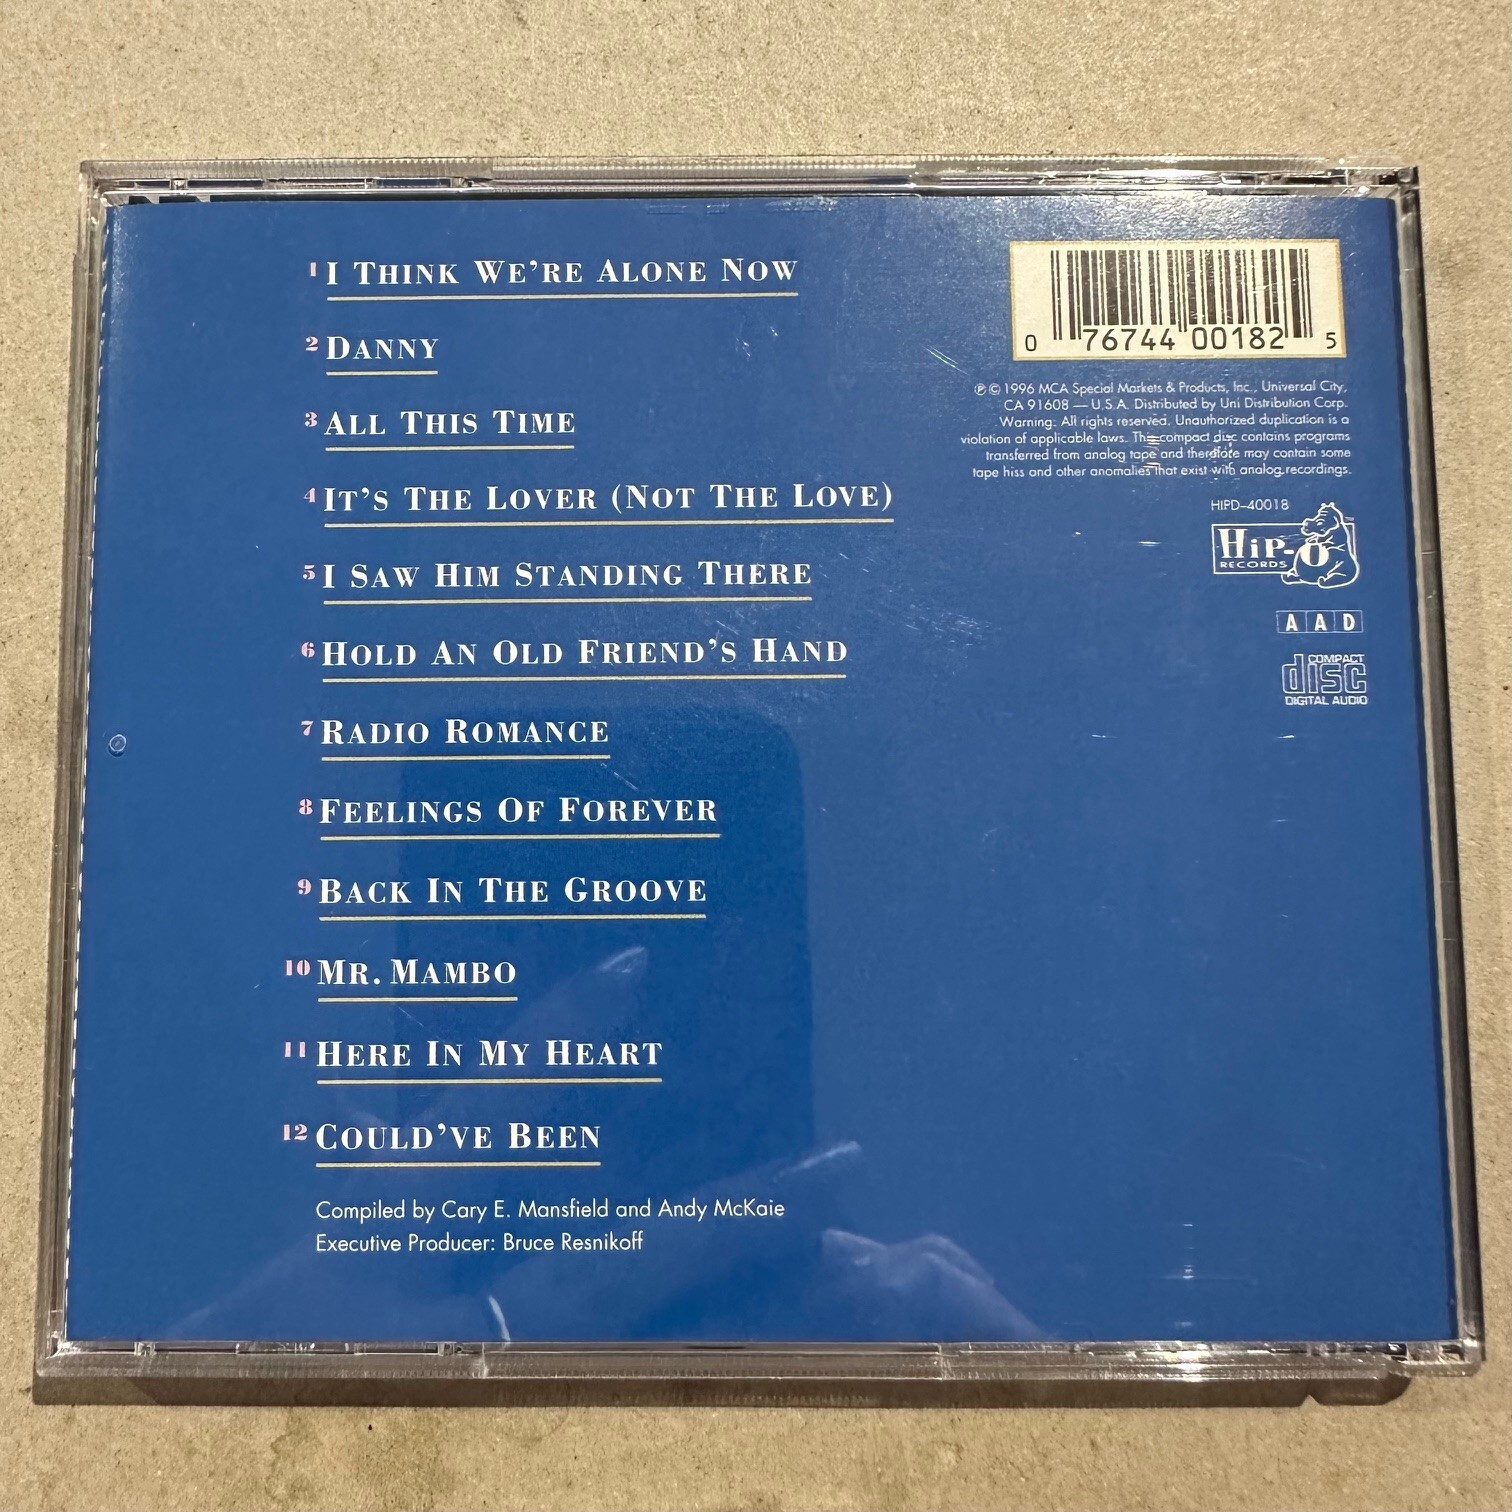 1 I THINK WE'RE ALONE NOW
2 DANNY
3 ALL THIS TIME
4 IT'S THE LOVER (NOT THE LOVE)
5 I SAW HIM STANDING THERE
6 HOLD AN OLD FRIEND'S HAND
7 RADIO ROMANCE
8 FEELINGS OF FOREVER
9 BACK IN THE GROOVE
10 MR. MAMBO
11 HERE IN MY HEART
12 COULD'VE BEEN
Compiled by Cary E. Mansfield and Andy McKaie
Executive Producer: Bruce Resnikoff
0 76744 00182 5
℗ © 1996 MCA Special Markets & Products, Inc., Universal City,
CA 91608 — U.S.A. Distributed by Uni Distribution Corp.
Warning: All rights reserved. Unauthorized duplication is a
violation of applicable laws. This compact disc contains programs
transferred from analog tape and therefore may contain some
tape hiss and other anomalies that exist with analog recordings.
HIPD-40018
HiP-O
RECORDS
AAD
COMPACT
disc
DIGITAL AUDIO